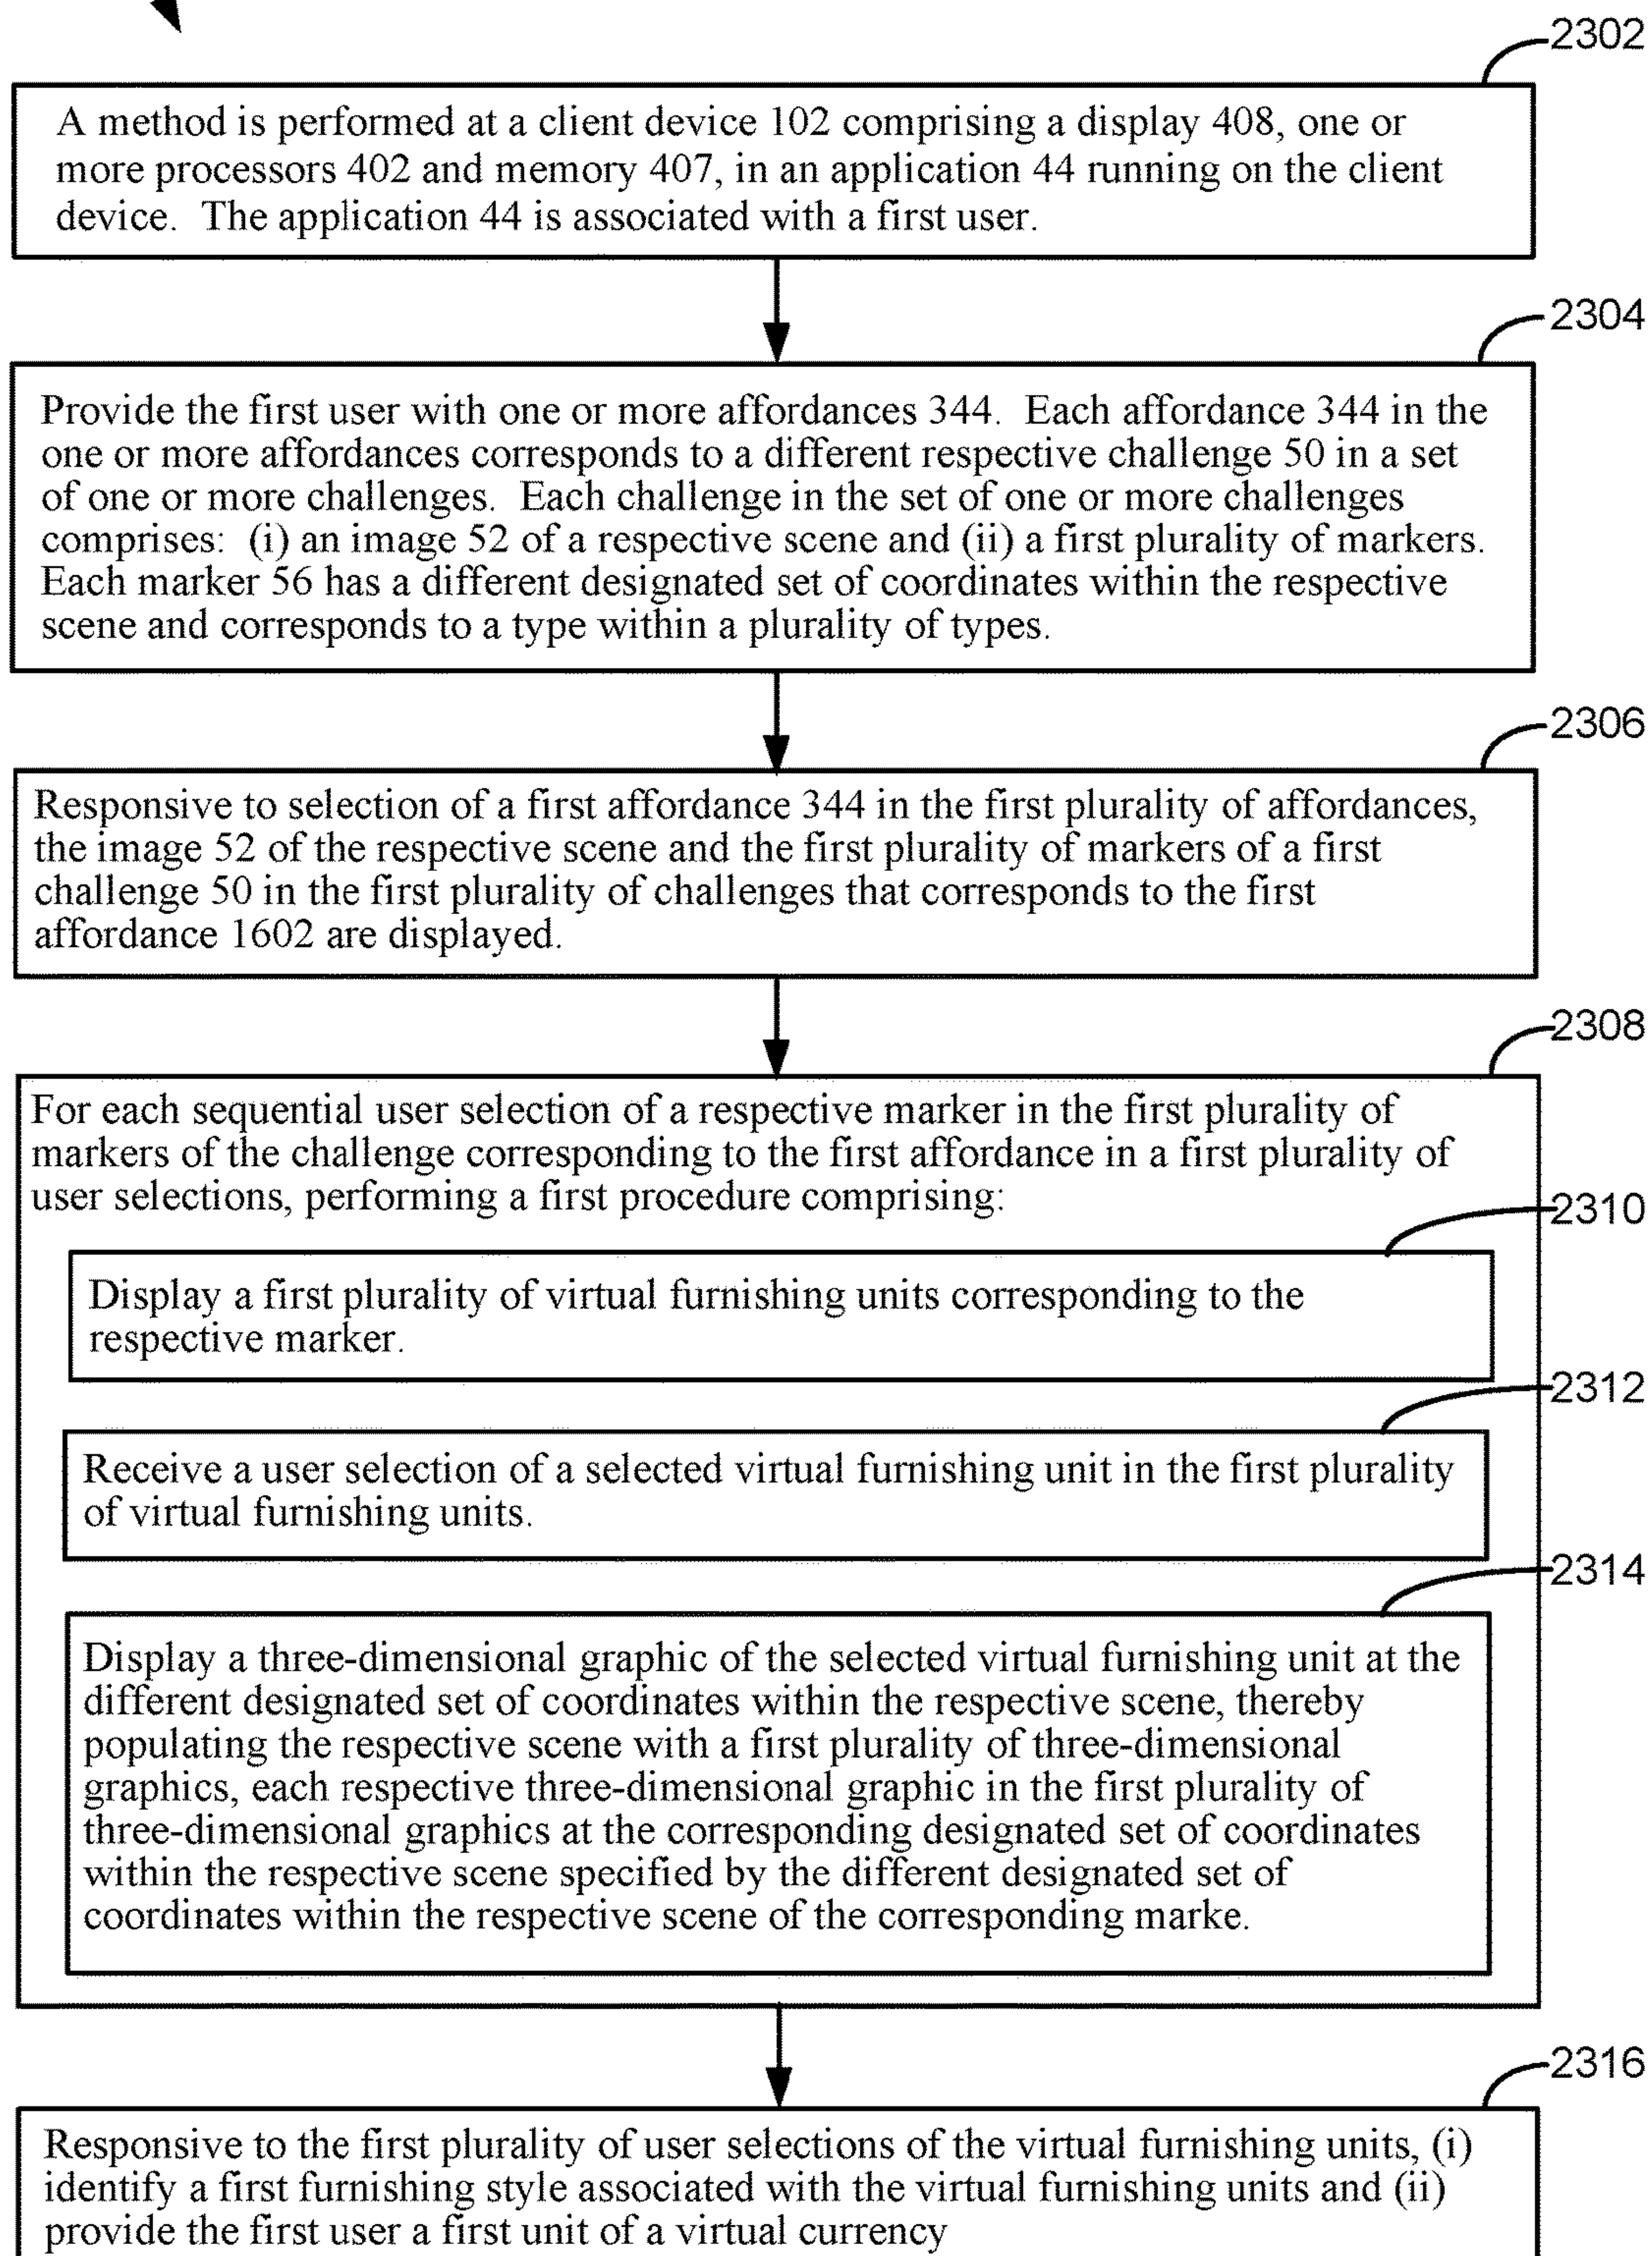 2302
A method is performed at a client device 102 comprising a display 408, one or
more processors 402 and memory 407, in an application 44 running on the client
device.  The application 44 is associated with a first user.
2304
Provide the first user with one or more affordances 344.  Each affordance 344 in the
one or more affordances corresponds to a different respective challenge 50 in a set
of one or more challenges.  Each challenge in the set of one or more challenges
comprises:  (i) an image 52 of a respective scene and (ii) a first plurality of markers.
Each marker 56 has a different designated set of coordinates within the respective
scene and corresponds to a type within a plurality of types.
2306
Responsive to selection of a first affordance 344 in the first plurality of affordances,
the image 52 of the respective scene and the first plurality of markers of a first
challenge 50 in the first plurality of challenges that corresponds to the first
affordance 1602 are displayed.
2308
For each sequential user selection of a respective marker in the first plurality of
markers of the challenge corresponding to the first affordance in a first plurality of
user selections, performing a first procedure comprising:
2310
Display a first plurality of virtual furnishing units corresponding to the
respective marker.
2312
Receive a user selection of a selected virtual furnishing unit in the first plurality
of virtual furnishing units.
2314
Display a three-dimensional graphic of the selected virtual furnishing unit at the
different designated set of coordinates within the respective scene, thereby
populating the respective scene with a first plurality of three-dimensional
graphics, each respective three-dimensional graphic in the first plurality of
three-dimensional graphics at the corresponding designated set of coordinates
within the respective scene specified by the different designated set of
coordinates within the respective scene of the corresponding marke.
2316
Responsive to the first plurality of user selections of the virtual furnishing units, (i)
identify a first furnishing style associated with the virtual furnishing units and (ii)
provide the first user a first unit of a virtual currency